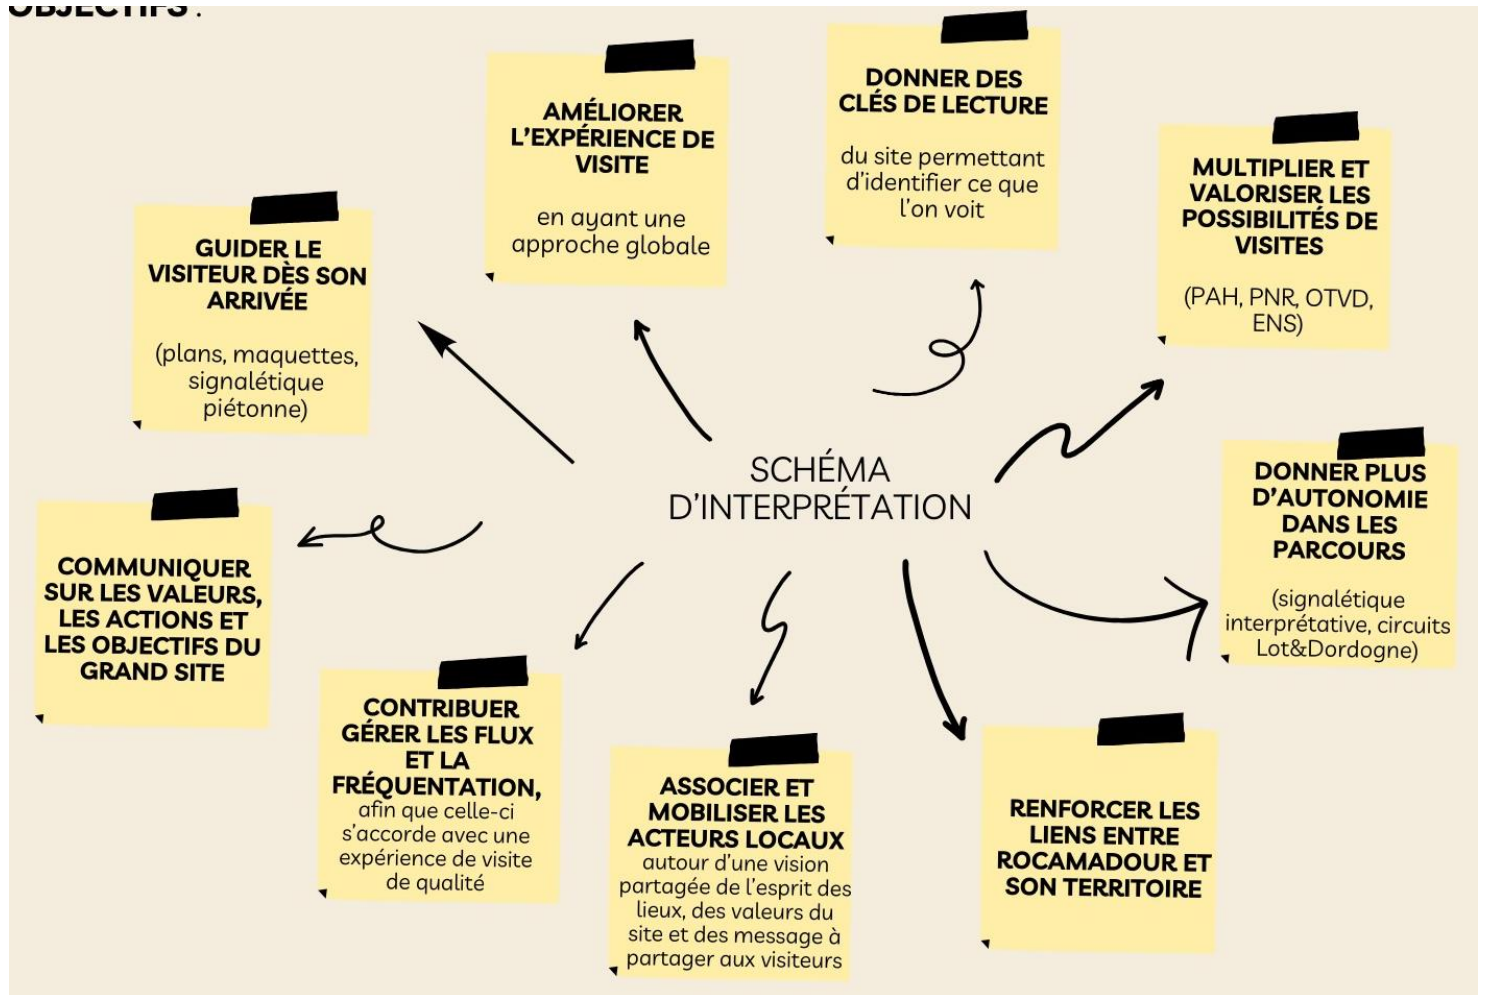 OBJECTIFS :
AMÉLIORER
L'EXPÉRIENCE DE
VISITE
en ayant une
approche globale
DONNER DES
CLÉS DE LECTURE
du site permettant
d'identifier ce que
l'on voit
MULTIPLIER ET
VALORISER LES
POSSIBILITÉS DE
VISITES
(PAH, PNR, OTVD,
ENS)
GUIDER LE
VISITEUR DÈS SON
ARRIVÉE
(plans, maquettes,
signalétique
piétonne)
SCHÉMA
D'INTERPRÉTATION
DONNER PLUS
D'AUTONOMIE
DANS LES
PARCOURS
(signalétique
interprétative, circuits
Lot&Dordogne)
COMMUNIQUER
SUR LES VALEURS,
LES ACTIONS ET
LES OBJECTIFS DU
GRAND SITE
CONTRIBUER
GÉRER LES FLUX
ET LA
FRÉQUENTATION,
afin que celle-ci
s'accorde avec une
expérience de visite
de qualité
ASSOCIER ET
MOBILISER LES
ACTEURS LOCAUX
autour d'une vision
partagée de l'esprit des
lieux, des valeurs du
site et des message à
partager aux visiteurs
RENFORCER LES
LIENS ENTRE
ROCAMADOUR ET
SON TERRITOIRE